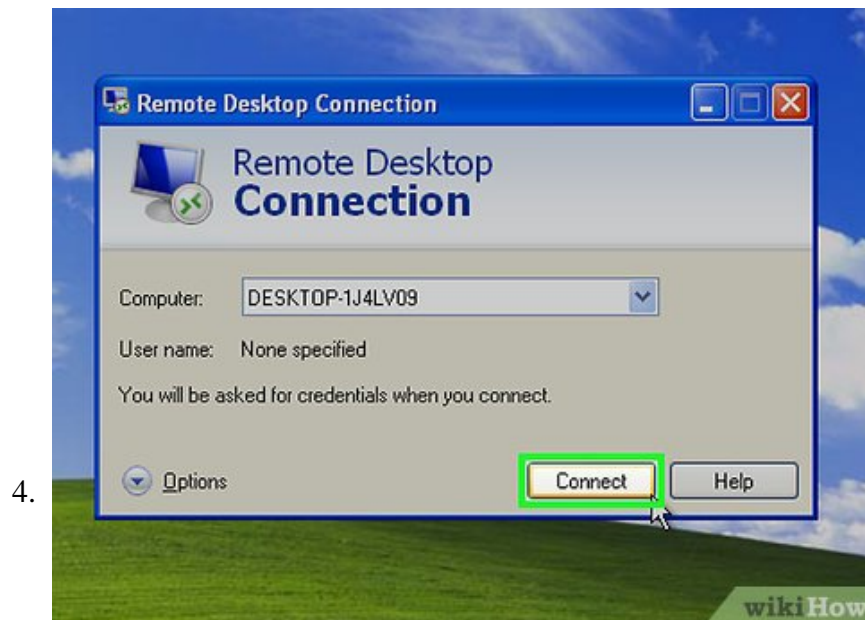 Remote Desktop Connection
Remote Desktop
Connection
Computer: DESKTOP-1J4LV09
User name: None specified
You will be asked for credentials when you connect.
4.
Options Connect Help
wikiHow